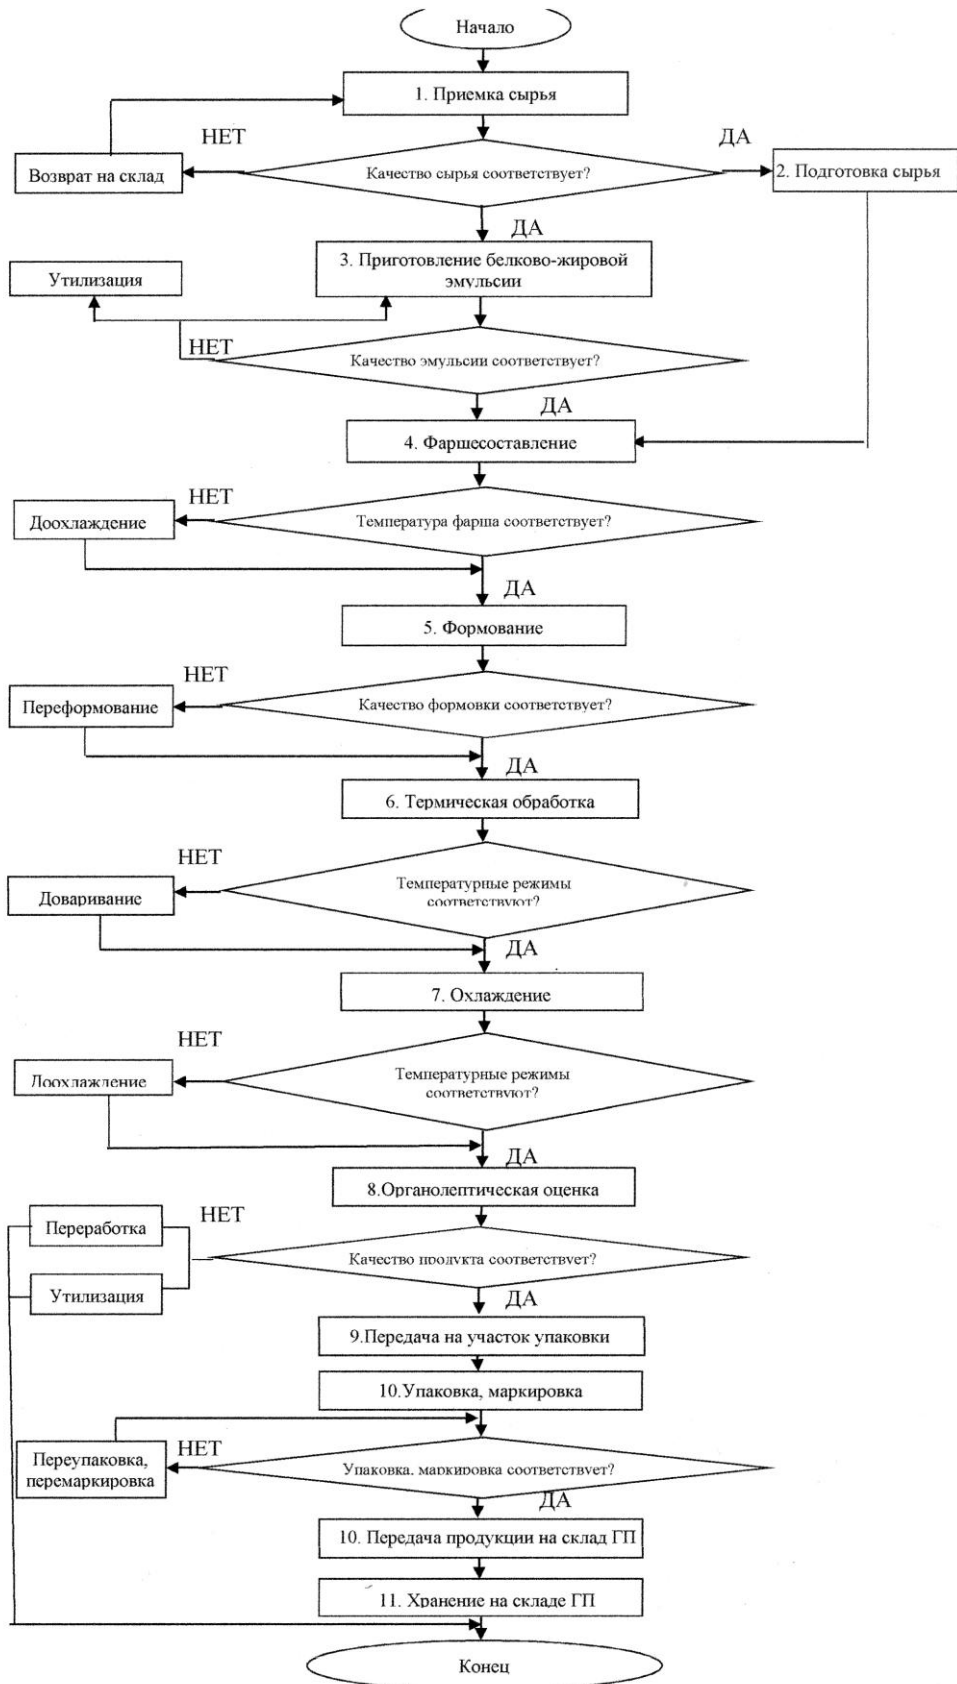 Начало
1. Приемка сырья
НЕТ
ДА
Возврат на склад
Качество сырья соответствует?
2. Подготовка сырья
ДА
3. Приготовление белково-жировой
эмульсии
Утилизация
НЕТ
Качество эмульсии соответствует?
ДА
4. Фаршесоставление
НЕТ
Доохлаждение
Температура фарша соответствует?
ДА
5. Формование
НЕТ
Переформование
Качество формовки соответствует?
ДА
6. Термическая обработка
НЕТ
Доваривание
Температурные режимы
соответствуют?
ДА
7. Охлаждение
НЕТ
Доохлаждение
Температурные режимы
соответствуют?
ДА
8.Органолептическая оценка
НЕТ
Переработка
Качество продукта соответствует?
Утилизация
ДА
9.Передача на участок упаковки
10.Упаковка, маркировка
НЕТ
Переупаковка,
перемаркировка
Упаковка, маркировка соответствует?
ДА
10. Передача продукции на склад ГП
11. Хранение на складе ГП
Конец